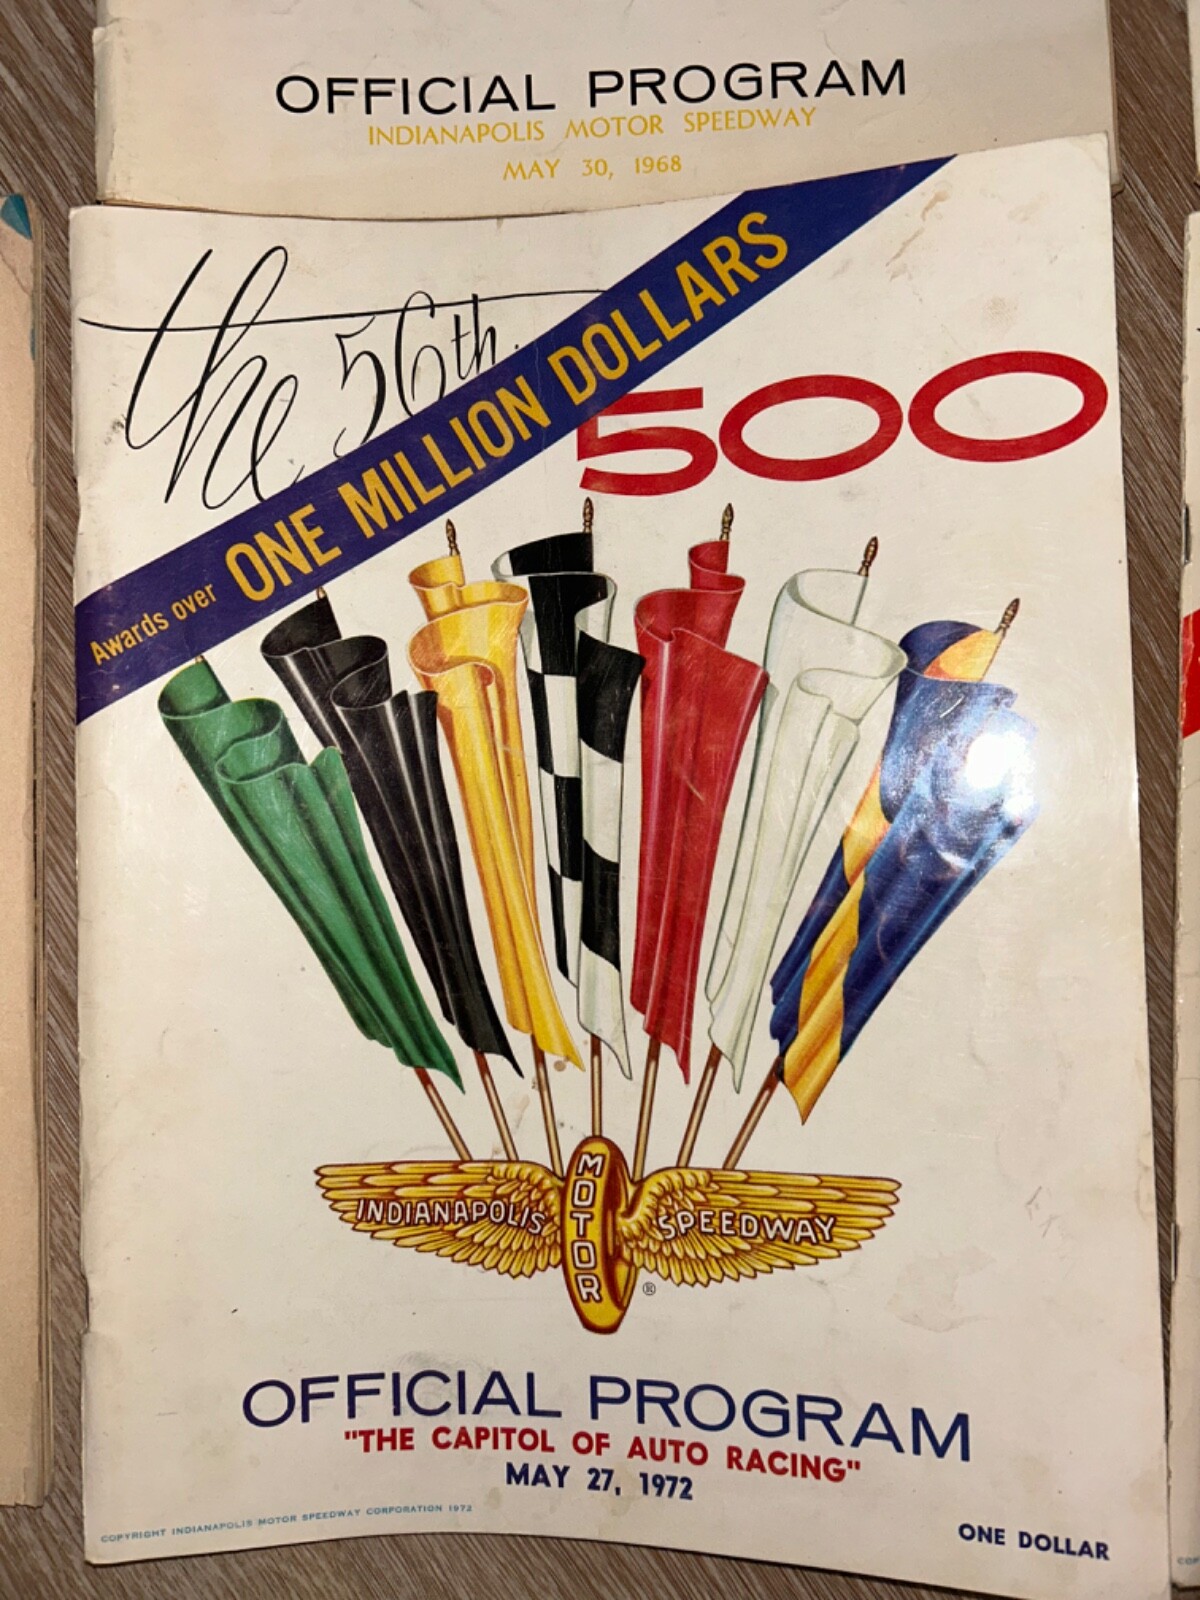 OFFICIAL PROGRAM
INDIANAPOLIS MOTOR SPEEDWAY
MAY 30, 1968
the 56th
500
Awards over ONE MILLION DOLLARS
INDIANAPOLIS MOTOR SPEEDWAY
®
OFFICIAL PROGRAM
"THE CAPITOL OF AUTO RACING"
MAY 27, 1972
COPYRIGHT INDIANAPOLIS MOTOR SPEEDWAY CORPORATION 1972
ONE DOLLAR